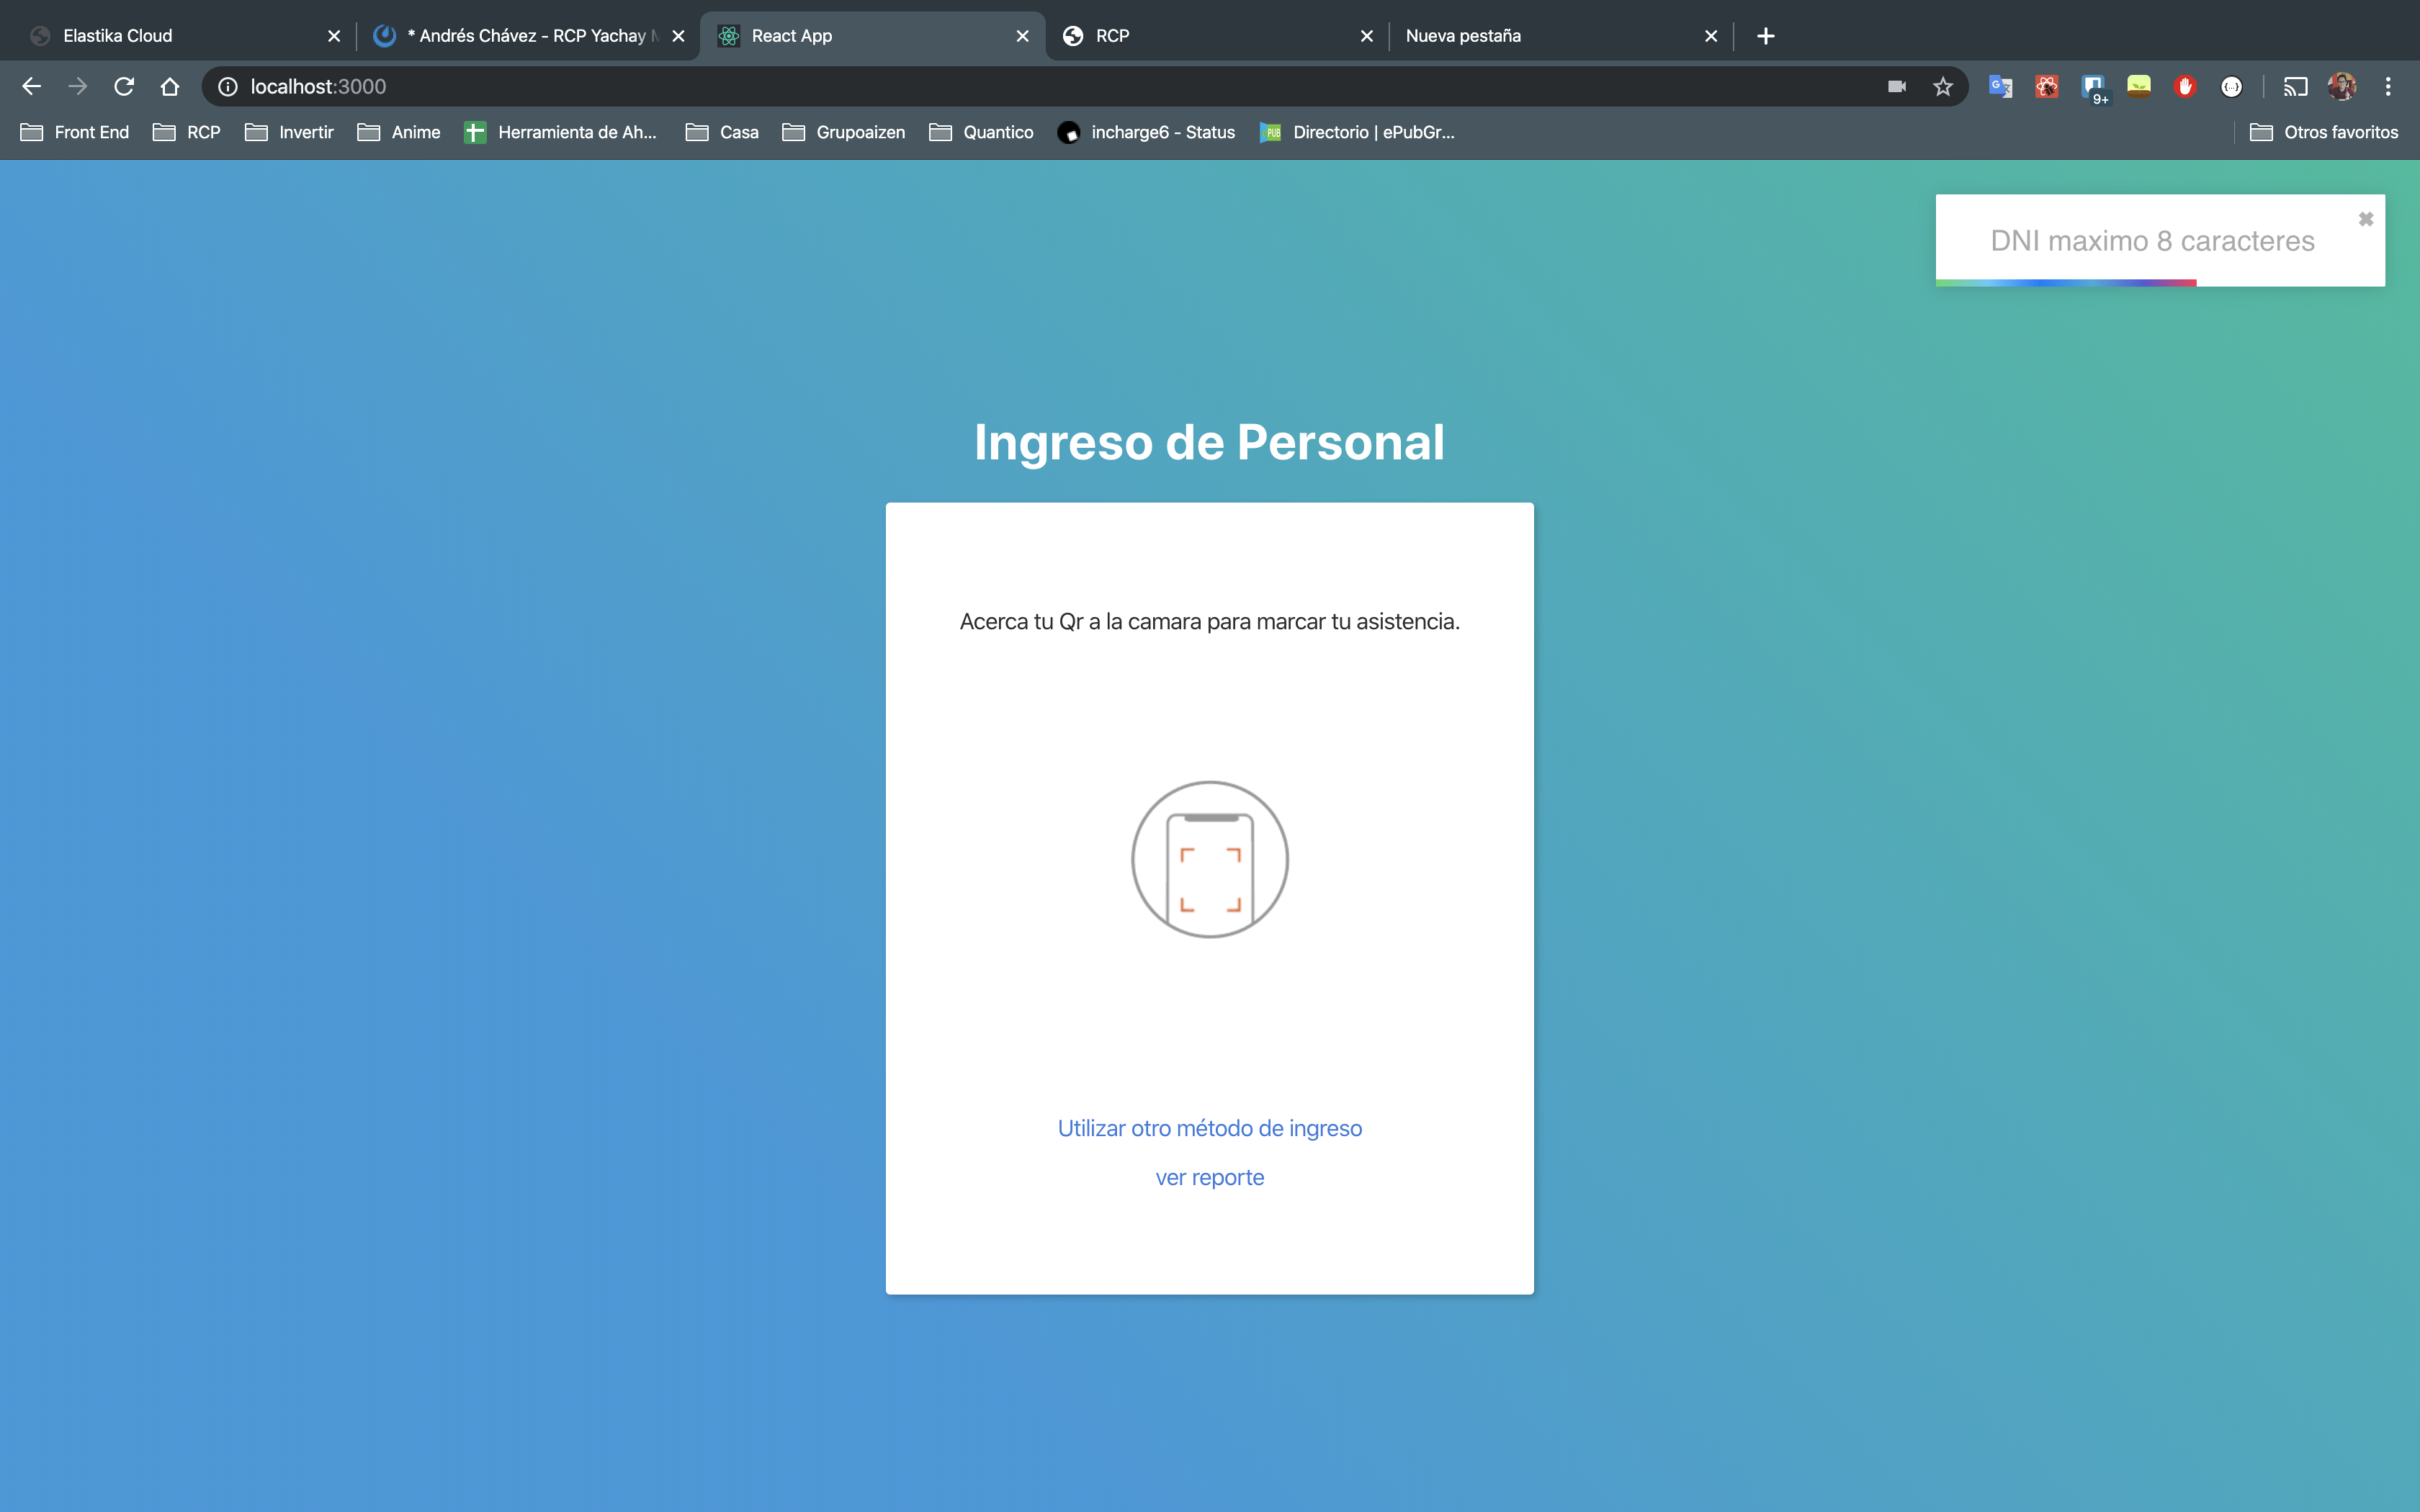 Elastika Cloud
* Andrés Chávez - RCP Yachay
React App
RCP
Nueva pestaña
localhost:3000
9+
Front End
RCP
Invertir
Anime
Herramienta de Ah...
Casa
Grupoaizen
Quantico
incharge6 - Status
Directorio | ePubGr...
Otros favoritos
DNI maximo 8 caracteres
Ingreso de Personal
Acerca tu Qr a la camara para marcar tu asistencia.
Utilizar otro método de ingreso
ver reporte